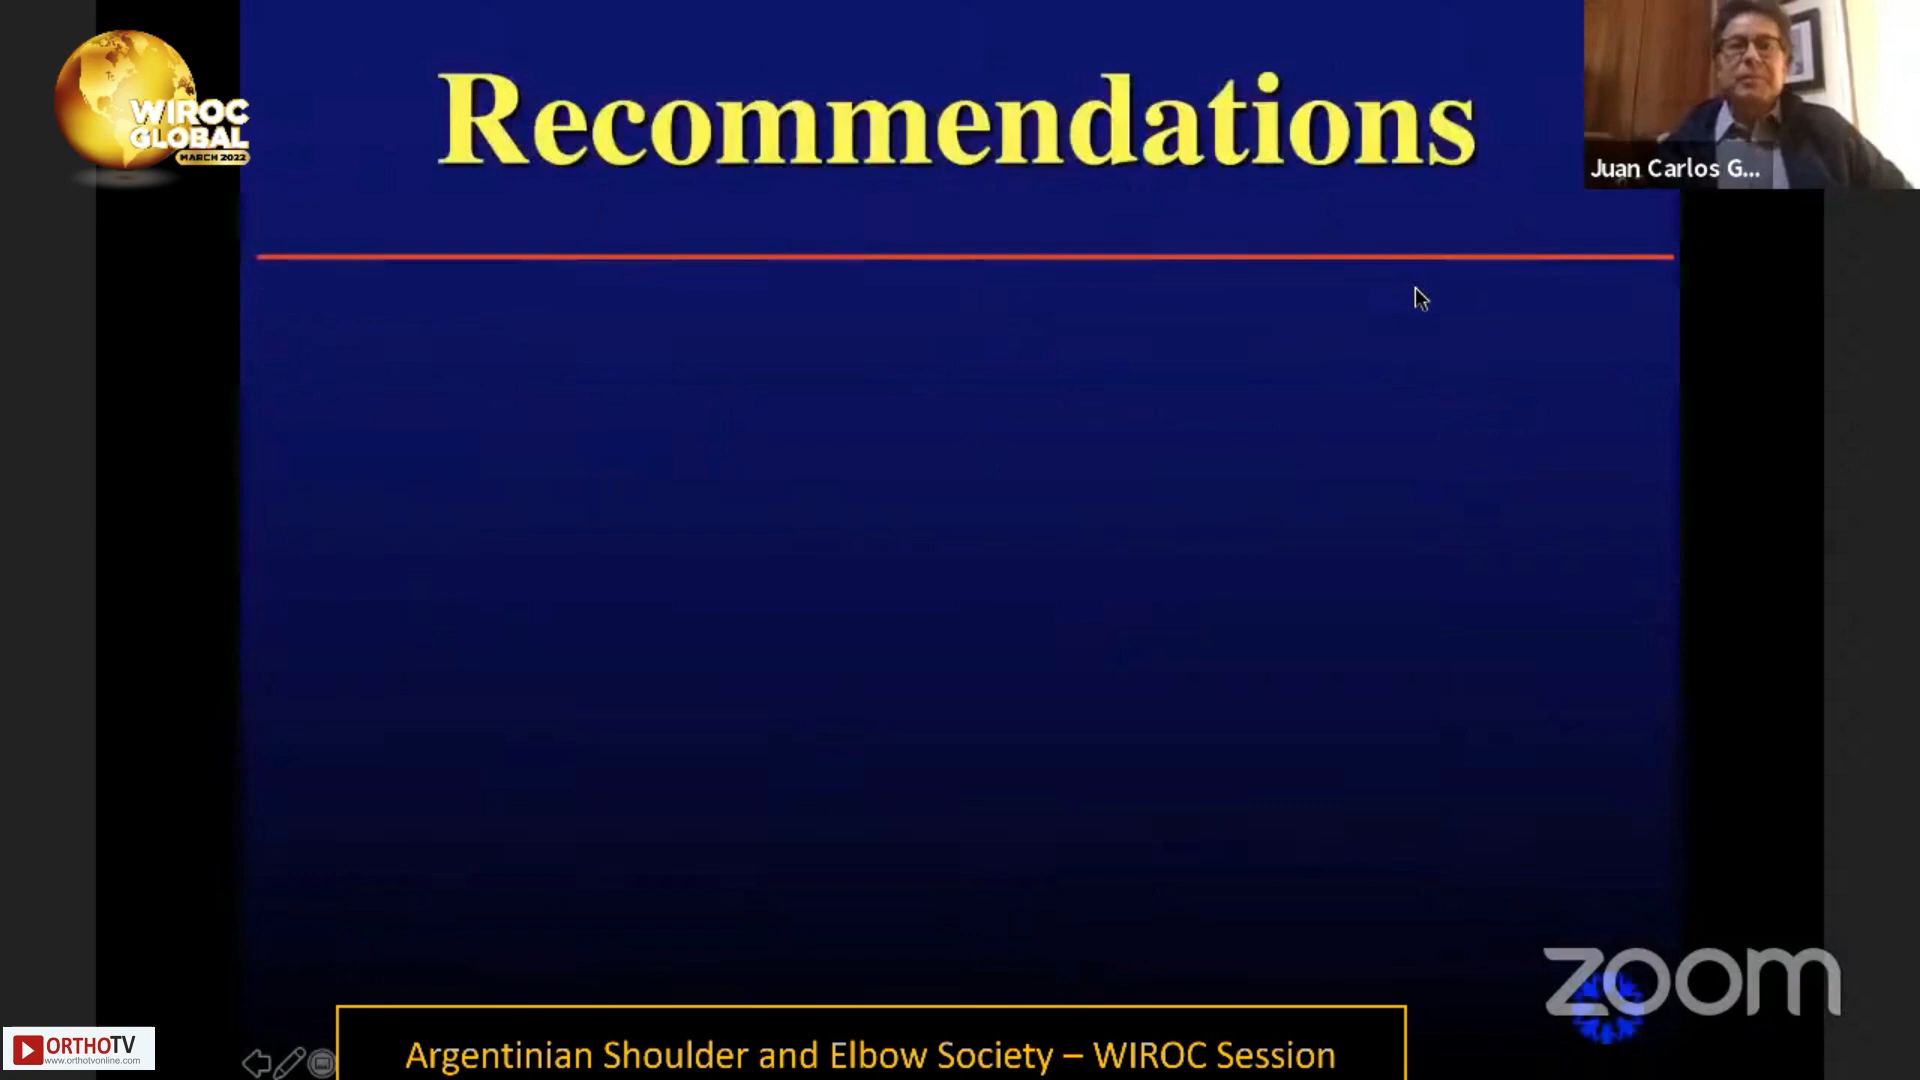 WIROC
GLOBAL
MARCH 2022
Recommendations
Juan Carlos G...
zoom
ORTHOTV
www.orthotvonline.com
Argentinian Shoulder and Elbow Society – WIROC Session